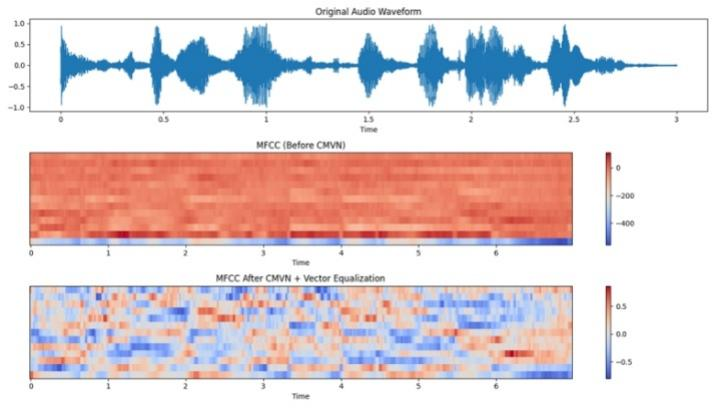 Original Audio Waveform
1.0
0.5
0.0
−0.5
−1.0
0 0.5 1 1.5 2 2.5 3
Time
MFCC (Before CMVN)
0
−200
−400
0 1 2 3 4 5 6
Time
MFCC After CMVN + Vector Equalization
0.5
0.0
−0.5
0 1 2 3 4 5 6
Time